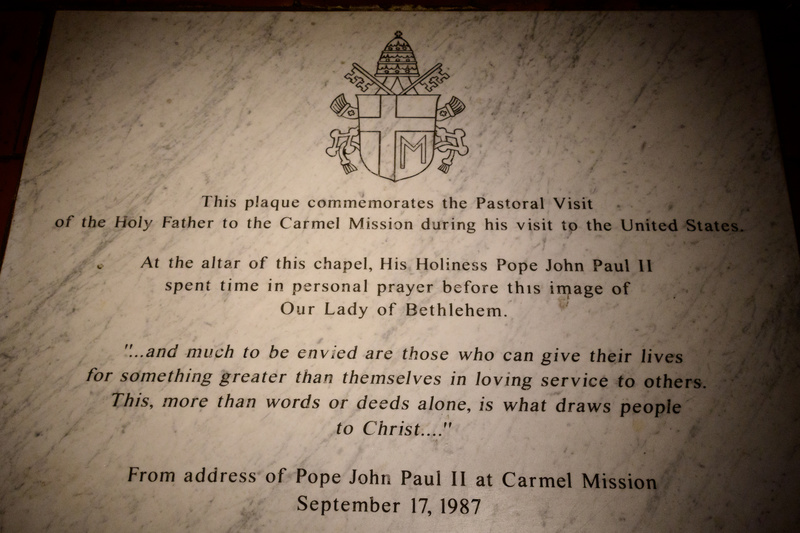 M
This plaque commemorates the Pastoral Visit
of the Holy Father to the Carmel Mission during his visit to the United States.
At the altar of this chapel, His Holiness Pope John Paul II
spent time in personal prayer before this image of
Our Lady of Bethlehem.
"...and much to be envied are those who can give their lives
for something greater than themselves in loving service to others.
This, more than words or deeds alone, is what draws people
to Christ...."
From address of Pope John Paul II at Carmel Mission
September 17, 1987